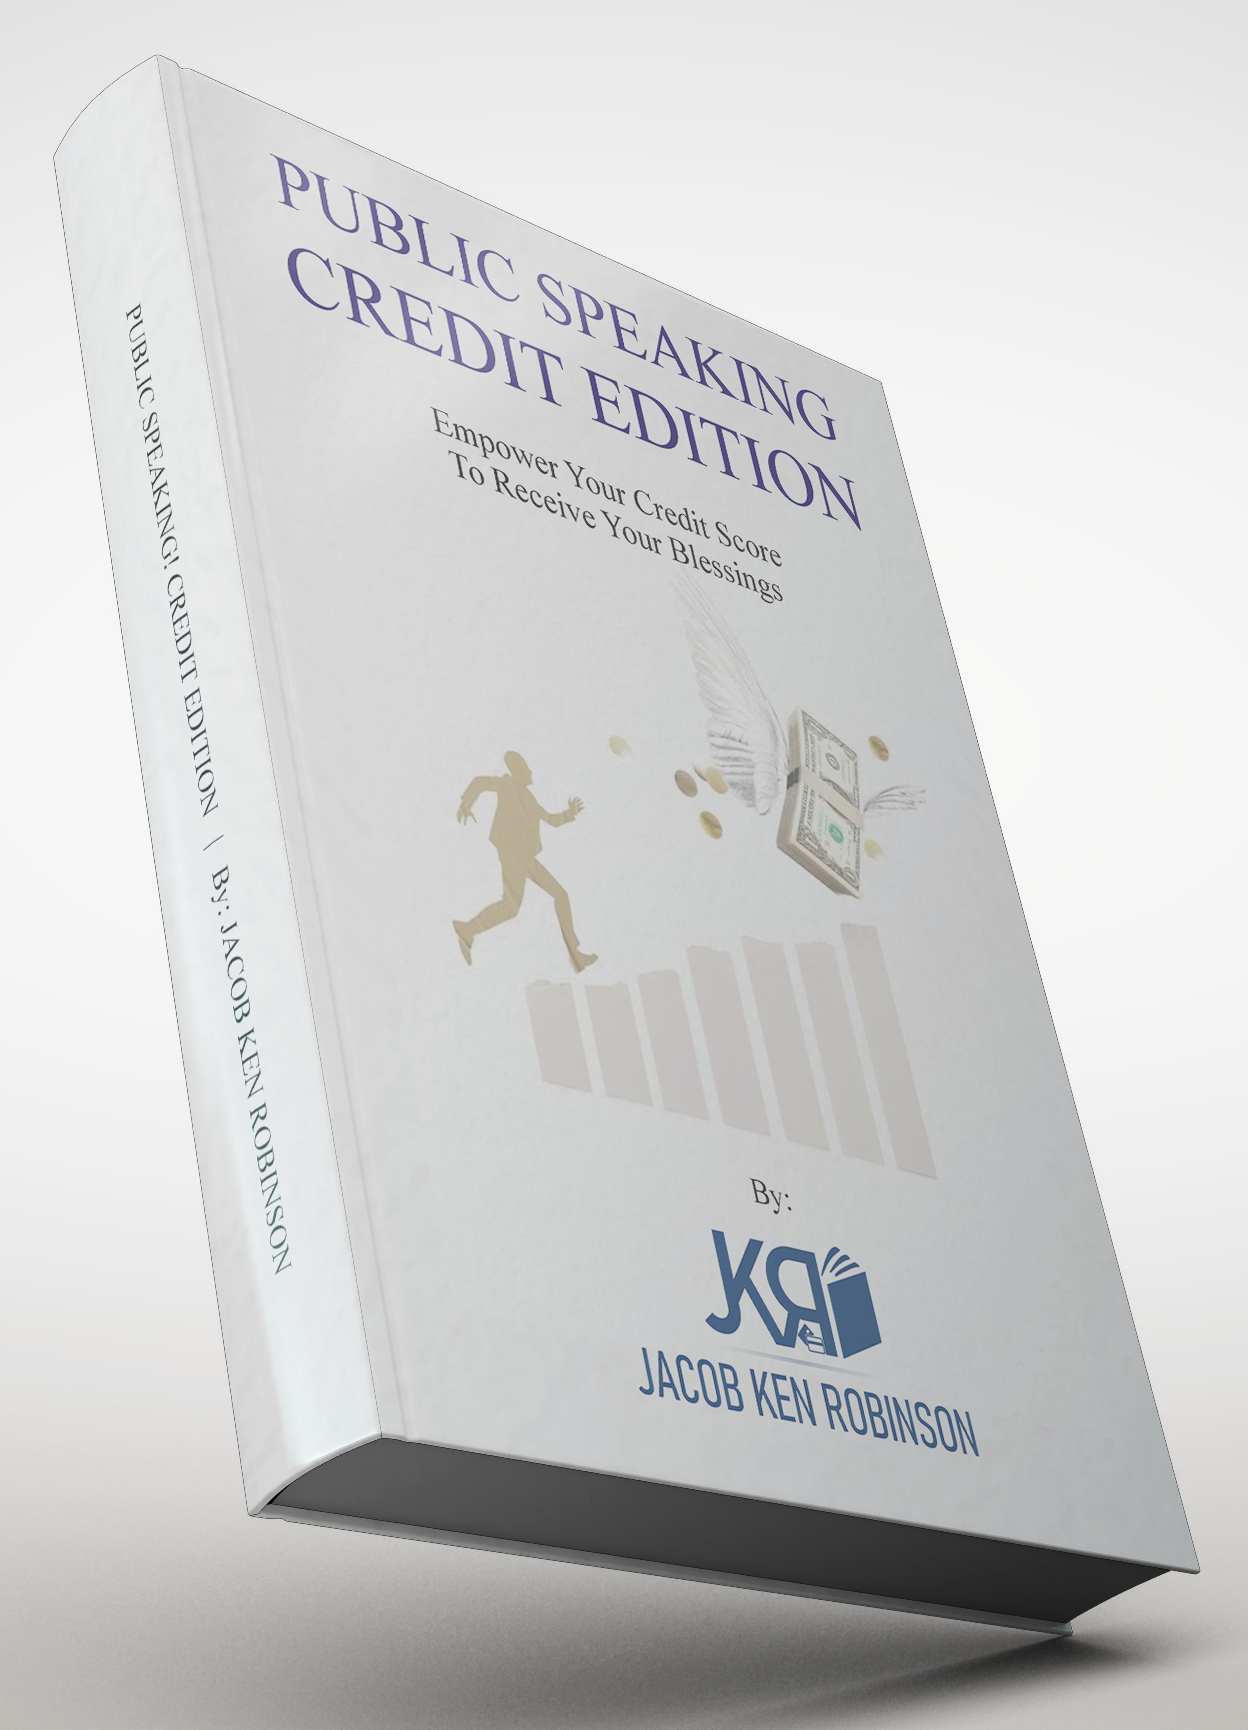 PUBLIC SPEAKING
CREDIT EDITION
Empower Your Credit Score
To Receive Your Blessings
By:
JKR
JACOB KEN ROBINSON
PUBLIC SPEAKING! CREDIT EDITION | By: JACOB KEN ROBINSON